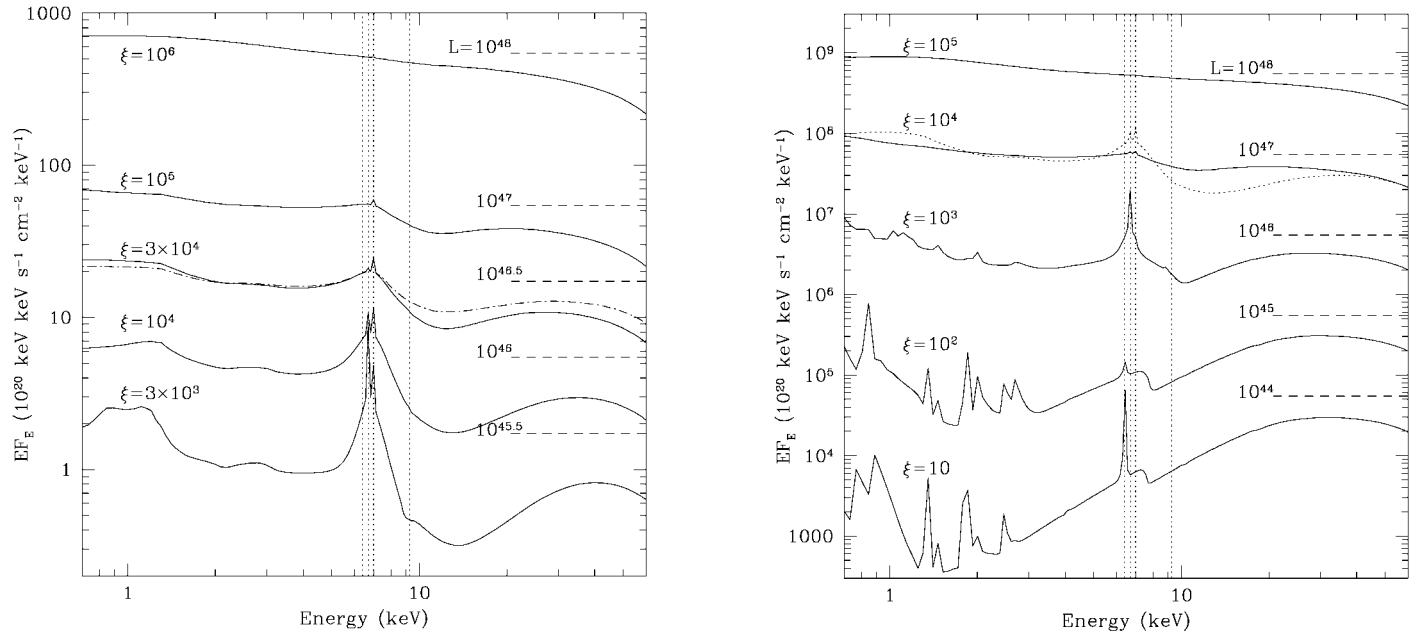 1000
100
10
1
EF_E (10²⁰ keV keV s⁻¹ cm⁻² keV⁻¹)
ξ=10⁶
ξ=10⁵
ξ=3×10⁴
ξ=10⁴
ξ=3×10³
L=10⁴⁸
10⁴⁷
10⁴⁶·⁵
10⁴⁶
10⁴⁵·⁵
1
10
Energy (keV)
10⁹
10⁸
10⁷
10⁶
10⁵
10⁴
1000
EF_E (10²⁰ keV keV s⁻¹ cm⁻² keV⁻¹)
ξ=10⁵
ξ=10⁴
ξ=10³
ξ=10²
ξ=10
L=10⁴⁸
10⁴⁷
10⁴⁶
10⁴⁵
10⁴⁴
1
10
Energy (keV)